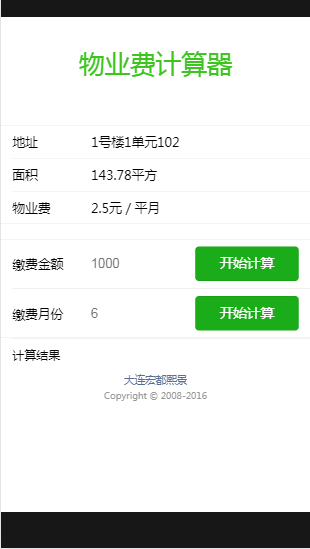 物业费计算器
地址 1号楼1单元102
面积 143.78平方
物业费 2.5元 / 平月
缴费金额 1000 开始计算
缴费月份 6 开始计算
计算结果
大连宏都熙景
Copyright © 2008-2016